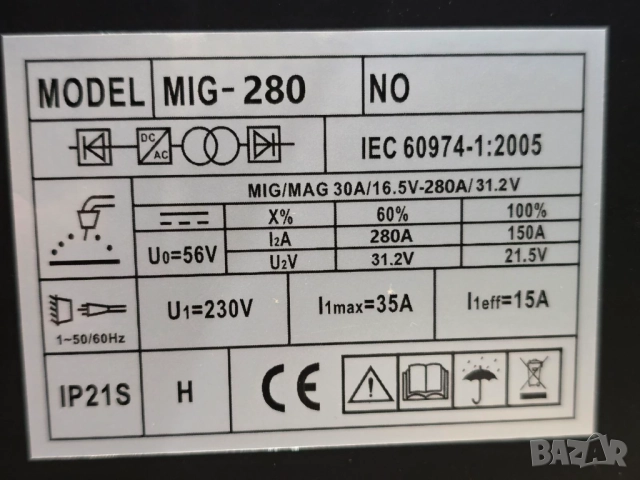 MODEL MIG-280 NO
DC AC IEC 60974-1:2005
MIG/MAG 30A/16.5V-280A/31.2V
X% 60% 100%
I2A 280A 150A
U0=56V U2V 31.2V 21.5V
U1=230V I1max=35A I1eff=15A
1~50/60Hz
IP21S H CE
BAZAR